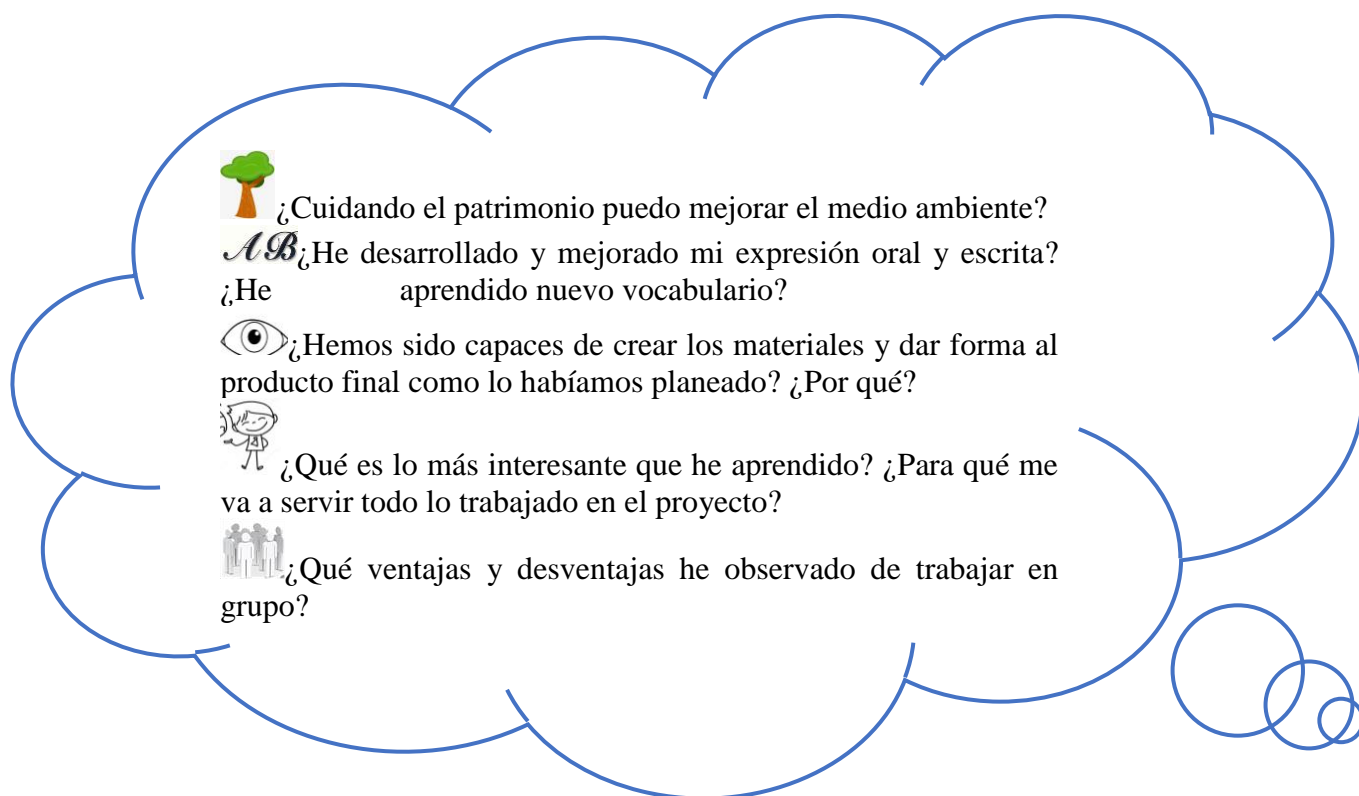 ¿Cuidando el patrimonio puedo mejorar el medio ambiente?
AB¿He desarrollado y mejorado mi expresión oral y escrita?
¿He aprendido nuevo vocabulario?
¿Hemos sido capaces de crear los materiales y dar forma al
producto final como lo habíamos planeado? ¿Por qué?
¿Qué es lo más interesante que he aprendido? ¿Para qué me
va a servir todo lo trabajado en el proyecto?
¿Qué ventajas y desventajas he observado de trabajar en
grupo?